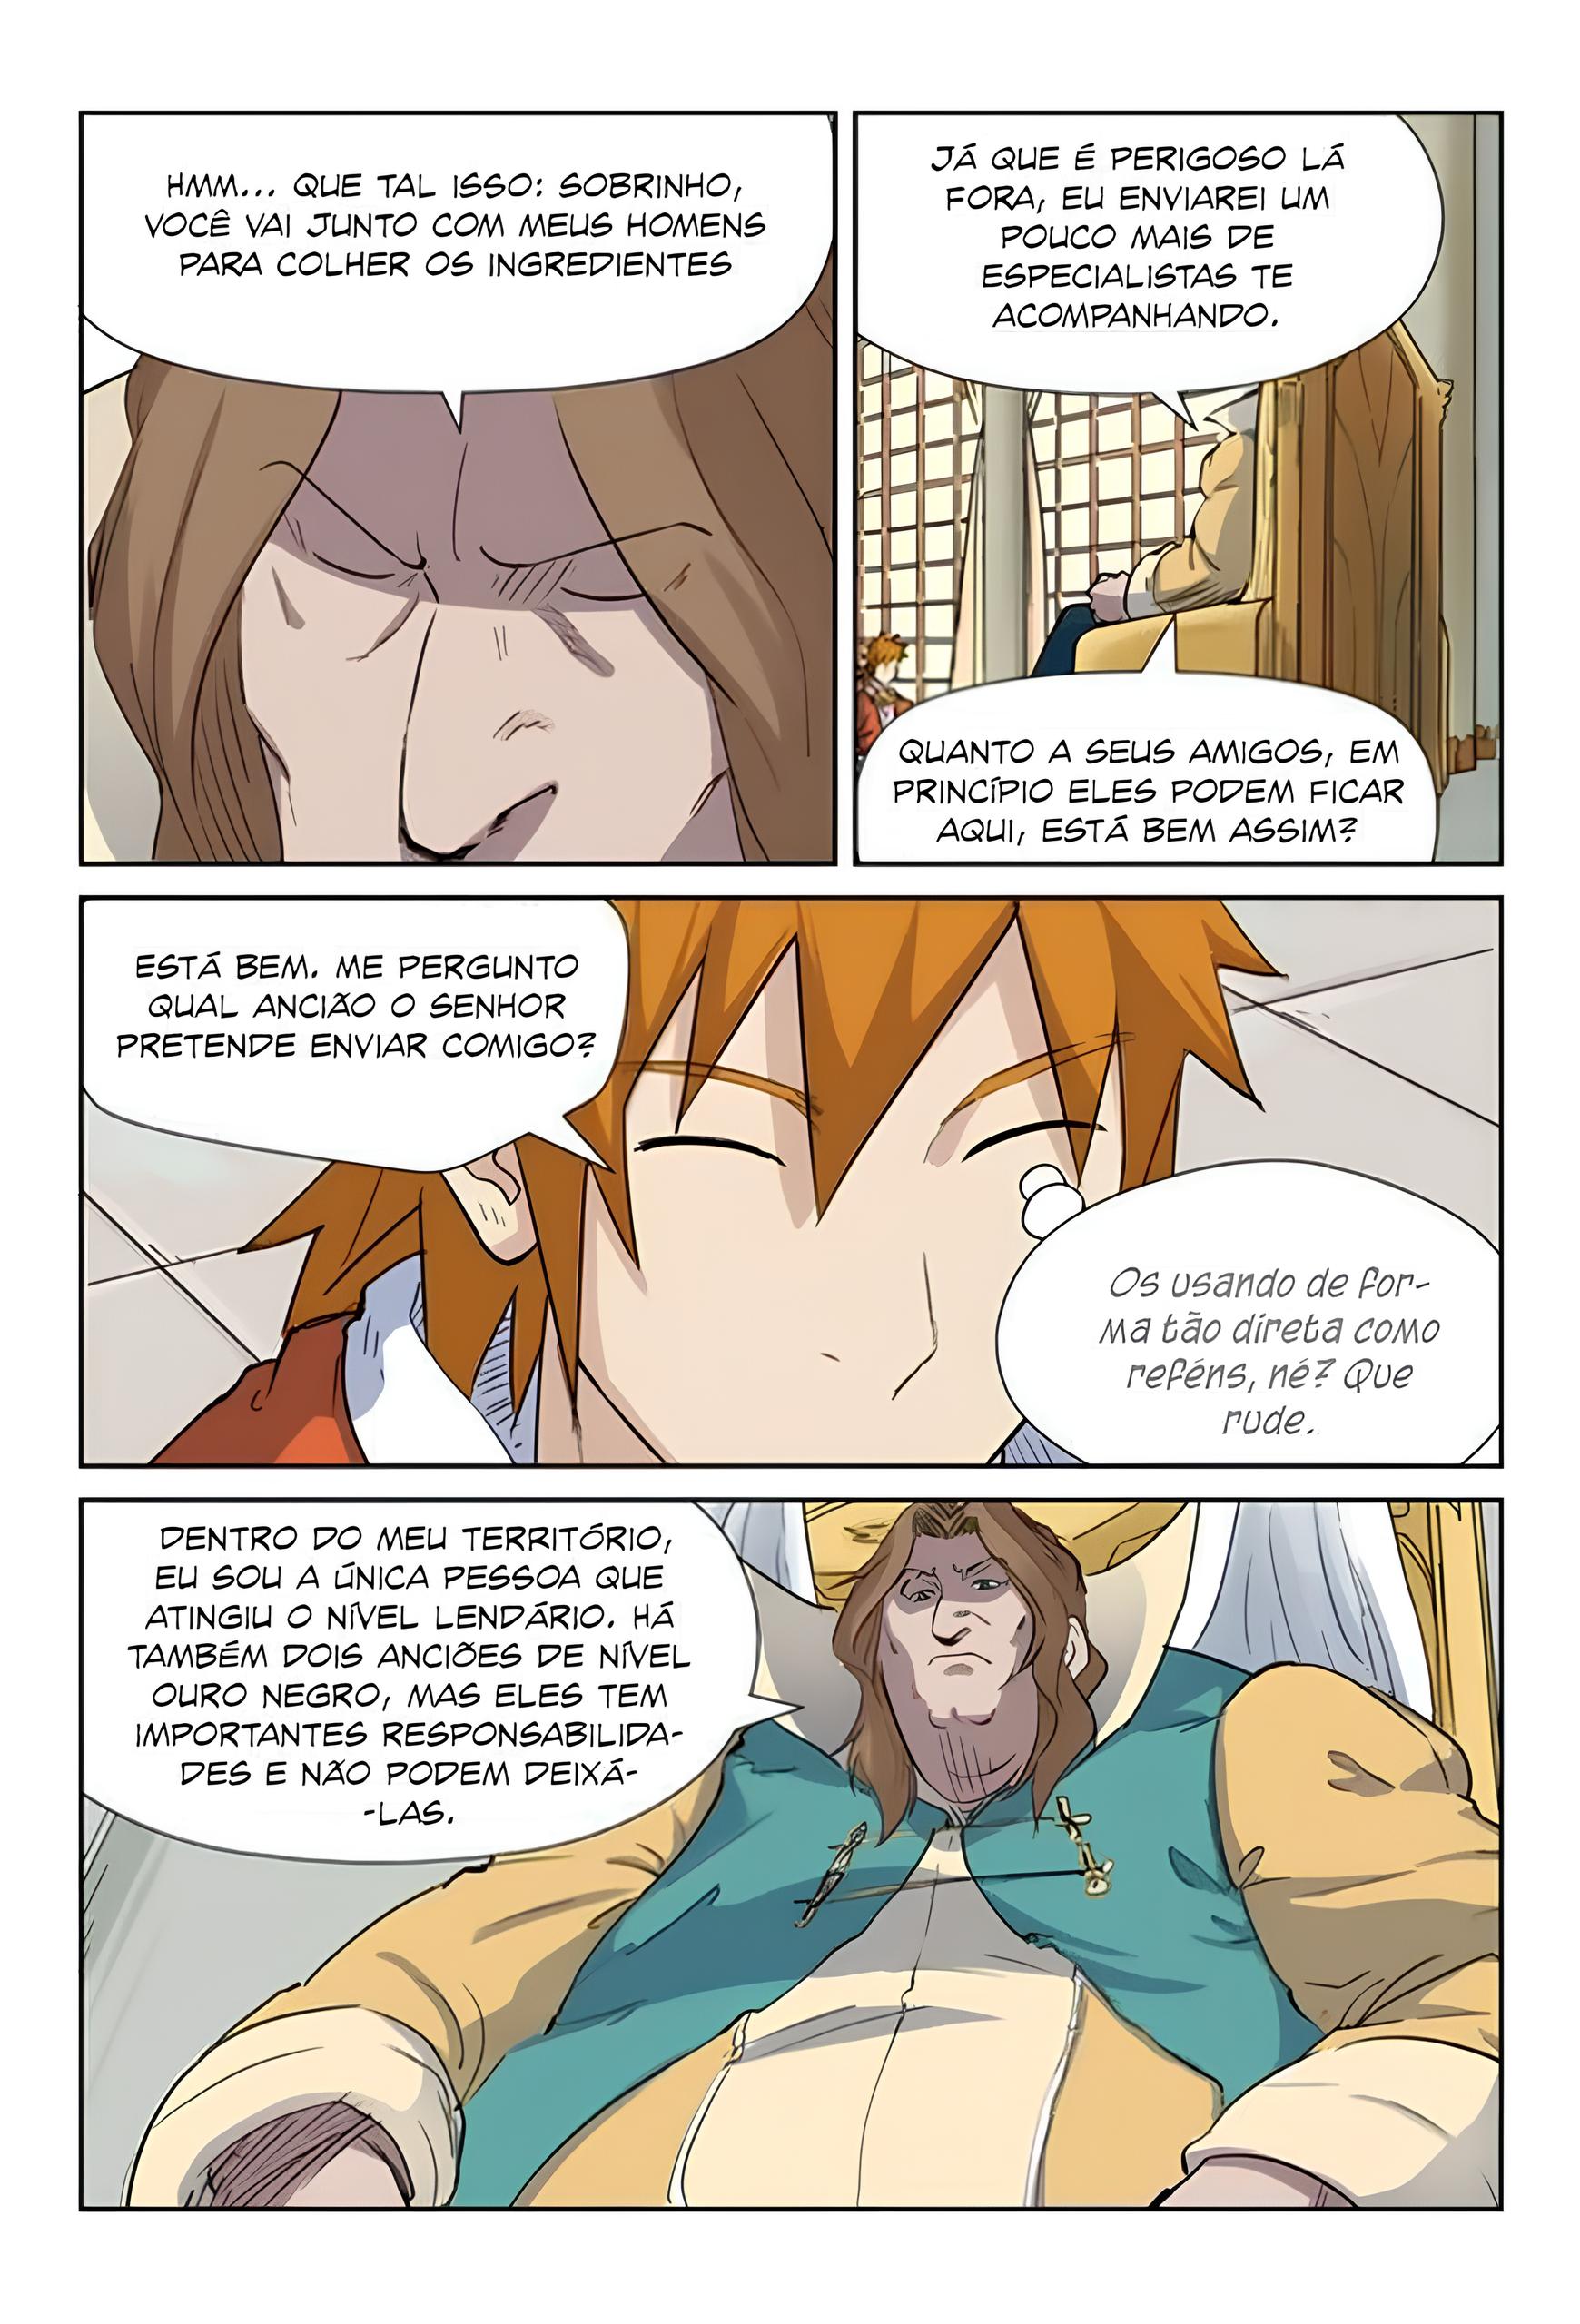 HMM... QUE TAL ISSO: SOBRINHO,
VOCÊ VAI JUNTO COM MEUS HOMENS
PARA COLHER OS INGREDIENTES
JÁ QUE É PERIGOSO LÁ
FORA, EU ENVIAREI UM
POUCO MAIS DE
ESPECIALISTAS TE
ACOMPANHANDO.
QUANTO A SEUS AMIGOS, EM
PRINCÍPIO ELES PODEM FICAR
AQUI, ESTÁ BEM ASSIM?
ESTÁ BEM. ME PERGUNTO
QUAL ANCIÃO O SENHOR
PRETENDE ENVIAR COMIGO?
Os usando de for-
ma tão direta como
reféns, né? Que
rude.
DENTRO DO MEU TERRITÓRIO,
EU SOU A ÚNICA PESSOA QUE
ATINGIU O NÍVEL LENDÁRIO. HÁ
TAMBÉM DOIS ANCIÕES DE NÍVEL
OURO NEGRO, MAS ELES TEM
IMPORTANTES RESPONSABILIDA-
DES E NÃO PODEM DEIXÁ-
-LAS.